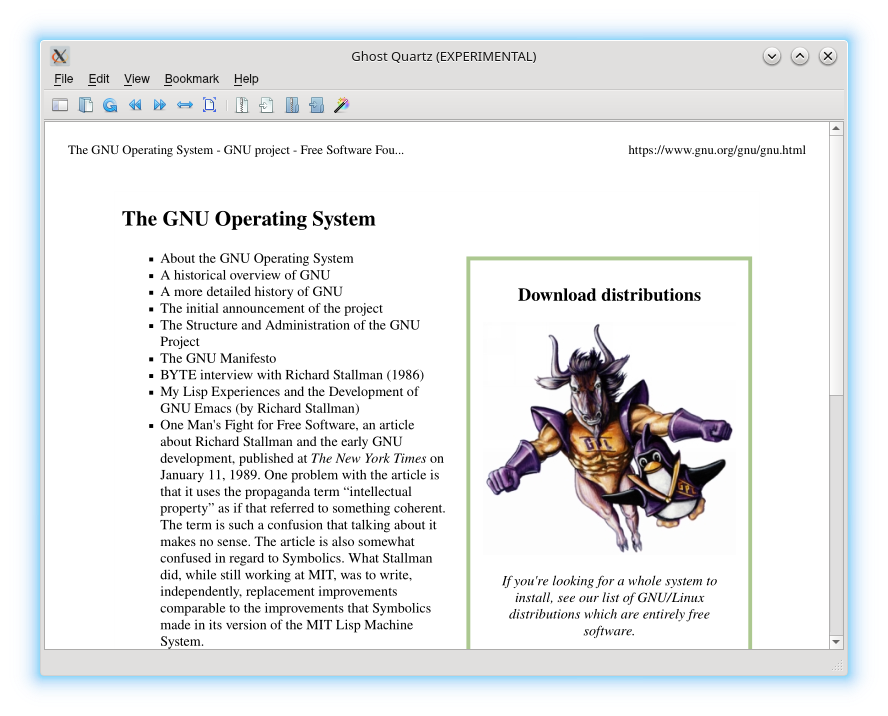 Ghost Quartz (EXPERIMENTAL)
File Edit View Bookmark Help
The GNU Operating System - GNU project - Free Software Fou...
https://www.gnu.org/gnu/gnu.html
The GNU Operating System
About the GNU Operating System
A historical overview of GNU
A more detailed history of GNU
The initial announcement of the project
The Structure and Administration of the GNU
Project
The GNU Manifesto
BYTE interview with Richard Stallman (1986)
My Lisp Experiences and the Development of
GNU Emacs (by Richard Stallman)
One Man's Fight for Free Software, an article
about Richard Stallman and the early GNU
development, published at The New York Times on
January 11, 1989. One problem with the article is
that it uses the propaganda term “intellectual
property” as if that referred to something coherent.
The term is such a confusion that talking about it
makes no sense. The article is also somewhat
confused in regard to Symbolics. What Stallman
did, while still working at MIT, was to write,
independently, replacement improvements
comparable to the improvements that Symbolics
made in its version of the MIT Lisp Machine
System.
Download distributions
If you're looking for a whole system to
install, see our list of GNU/Linux
distributions which are entirely free
software.